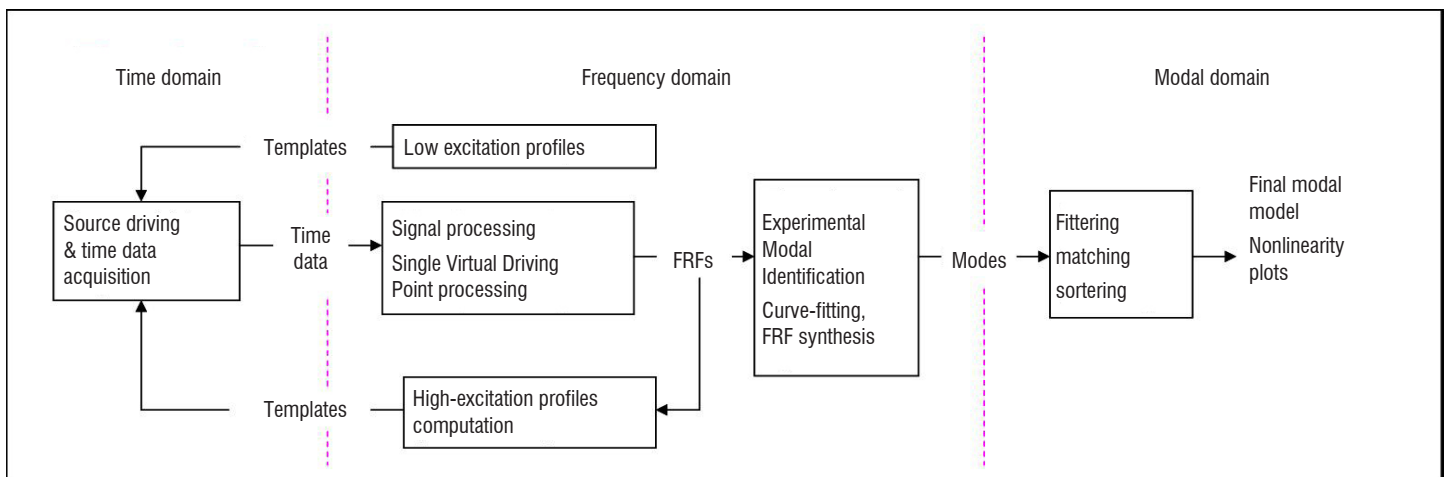 Time domain
Frequency domain
Modal domain
Templates
Low excitation profiles
Source driving
& time data
acquisition
Time
data
Signal processing
Single Virtual Driving
Point processing
FRFs
Experimental
Modal
Identification
Curve-fitting,
FRF synthesis
Modes
Fittering
matching
sortering
Final modal
model
Nonlinearity
plots
Templates
High-excitation profiles
computation